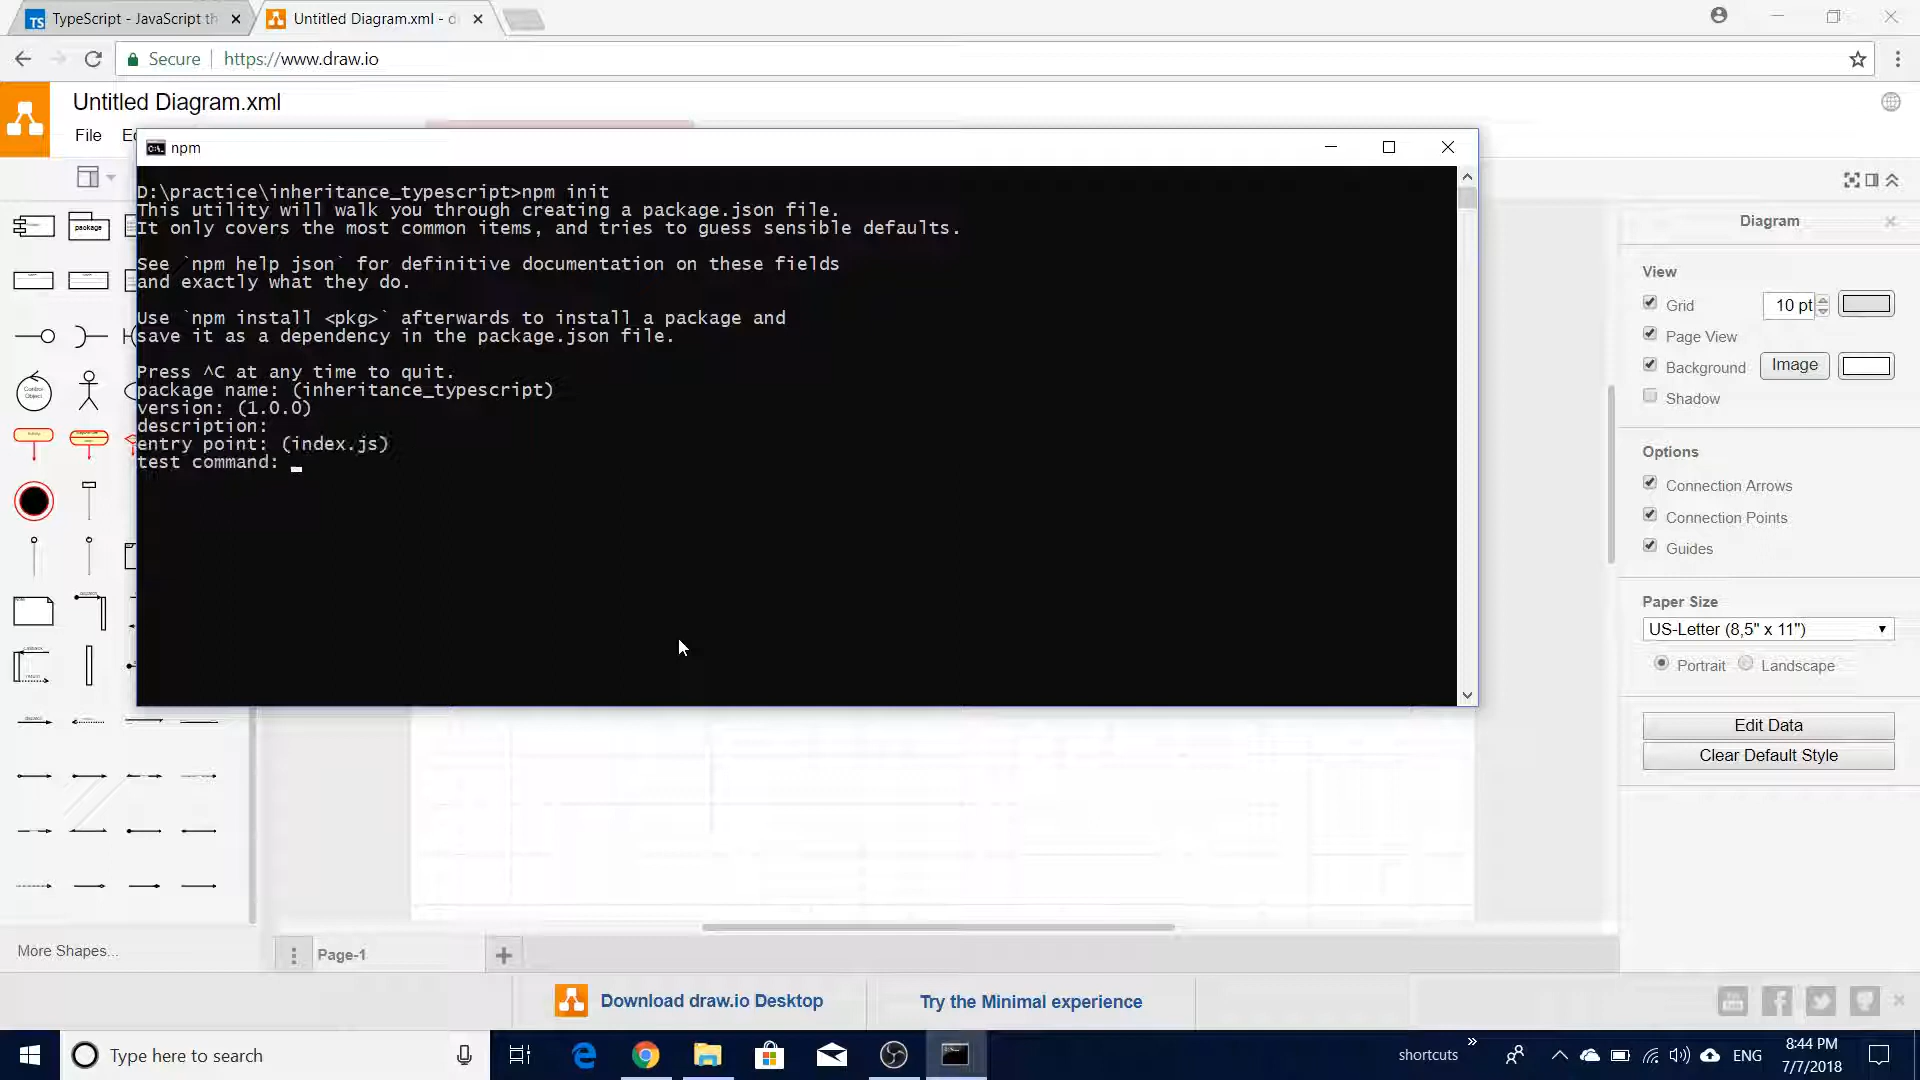 TypeScript - JavaScript th
Untitled Diagram.xml - d
Secure
https://www.draw.io
Untitled Diagram.xml
File
npm
D:\practice\inheritance_typescript>npm init
This utility will walk you through creating a package.json file.
It only covers the most common items, and tries to guess sensible defaults.
See `npm help json` for definitive documentation on these fields
and exactly what they do.
Use `npm install <pkg>` afterwards to install a package and
save it as a dependency in the package.json file.
Press ^C at any time to quit.
package name: (inheritance_typescript)
version: (1.0.0)
description:
entry point: (index.js)
test command:
package
Diagram
View
Grid
10 pt
Page View
Background
Image
Shadow
Options
Connection Arrows
Connection Points
Guides
Paper Size
US-Letter (8,5" x 11")
Portrait
Landscape
Edit Data
Clear Default Style
More Shapes...
Page-1
Download draw.io Desktop
Try the Minimal experience
Type here to search
shortcuts
ENG
8:44 PM
7/7/2018